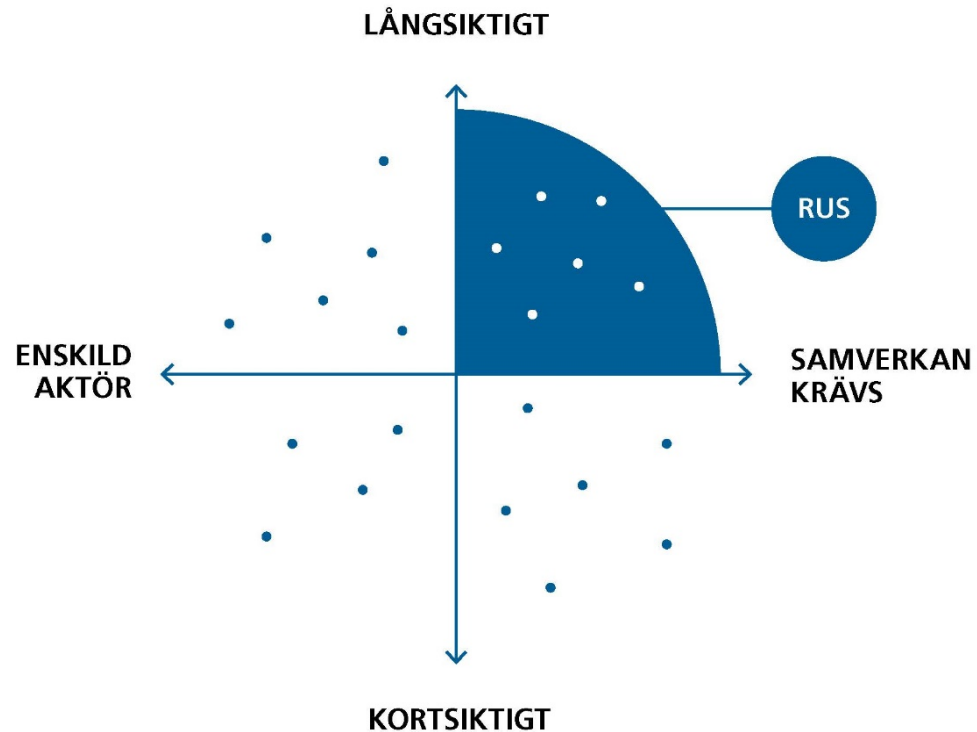 LÅNGSIKTIGT
RUS
ENSKILD
AKTÖR
SAMVERKAN
KRÄVS
KORTSIKTIGT